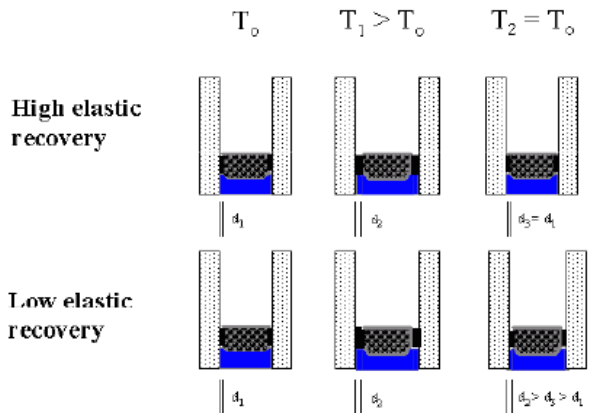 T₀ T₁ > T₀ T₂ = T₀
High elastic
recovery
d₁ d₂ d₃= d₁
Low elastic
recovery
d₁ d₂ d₂> d₃ > d₁